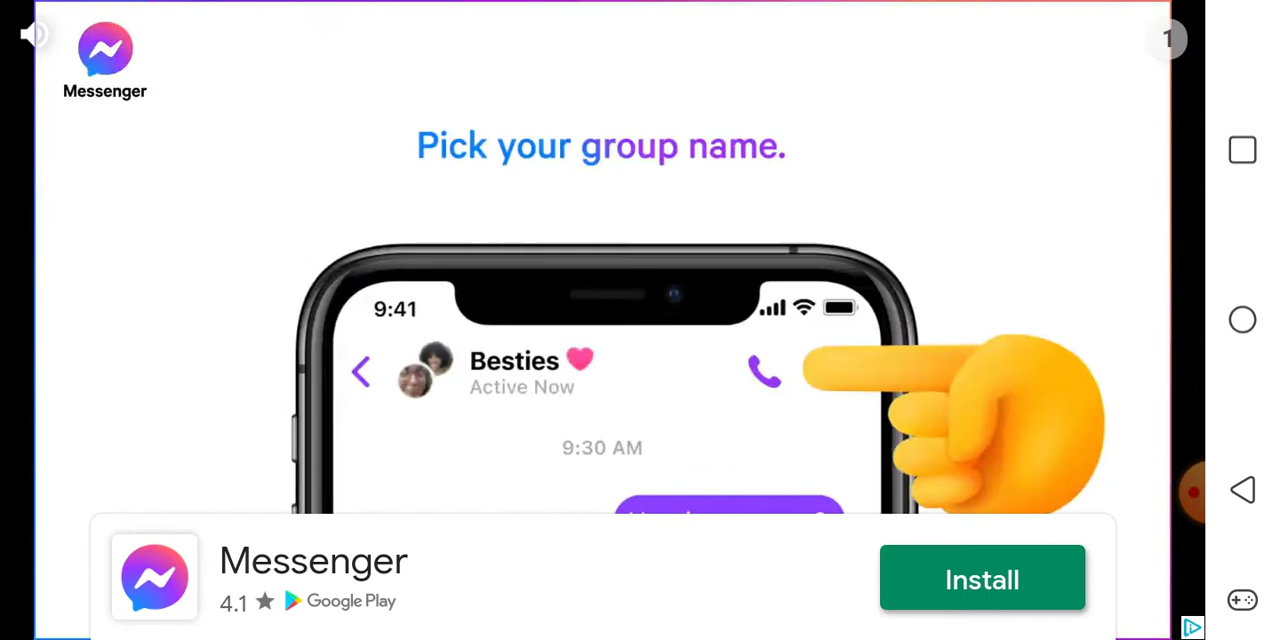 1
Messenger
Pick your group name.
9:41
Besties
Active Now
9:30 AM
Messenger
4.1
Google Play
Install